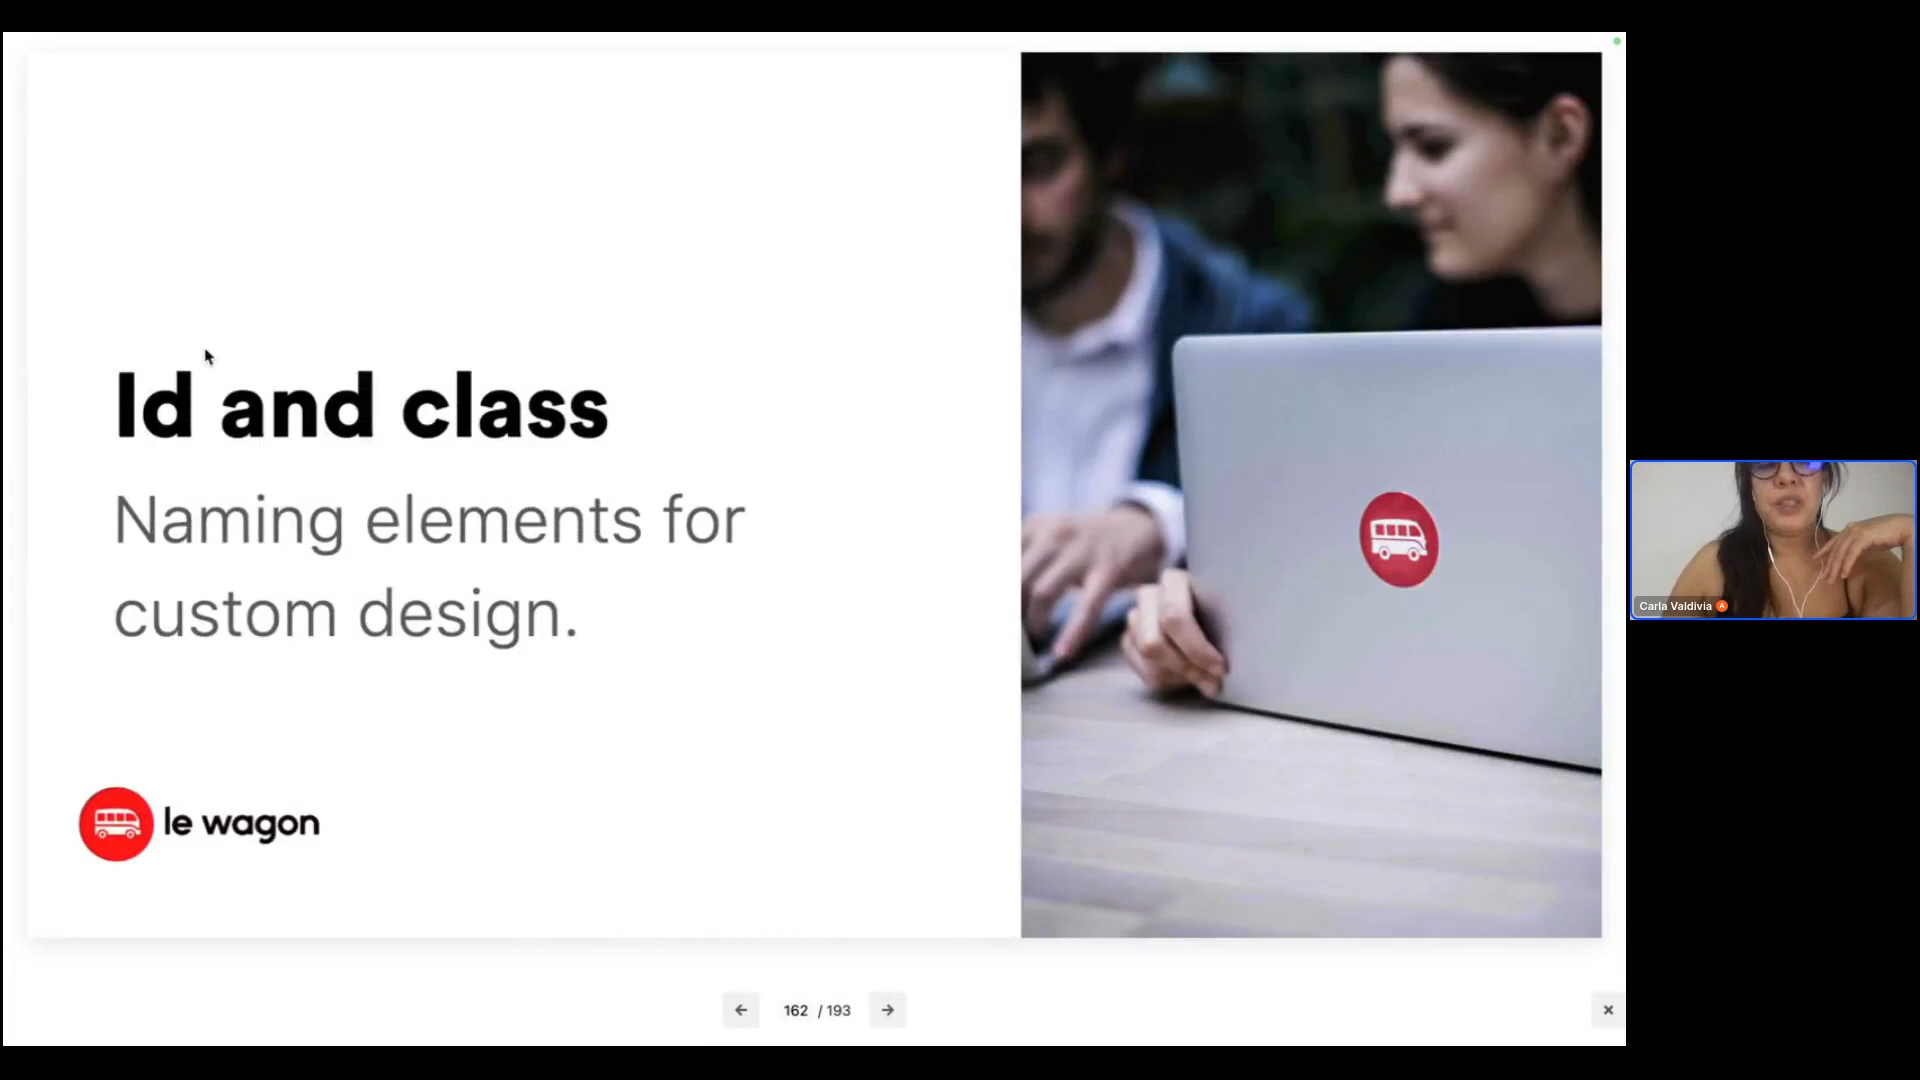 Id and class
Naming elements for
custom design.
le wagon
162 / 193
Carla Valdivia